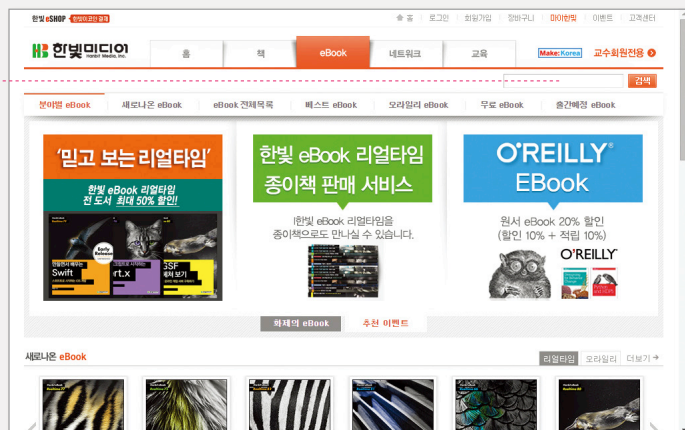 한빛 eSHOP 한빛이코인 결제
홈 로그인 회원가입 장바구니 마이한빛 이벤트 고객센터
한빛미디어
Hanbit Media, Inc.
홈 책 eBook 네트워크 교육
Make: Korea 교수회원전용
검색
분야별 eBook 새로나온 eBook eBook 전체목록 베스트 eBook 오라일리 eBook 무료 eBook 출간예정 eBook
'믿고 보는 리얼타임'
한빛 eBook 리얼타임
전 도서 최대 50% 할인!
Early
Release
Swift
한빛 eBook 리얼타임
종이책 판매 서비스
한빛 eBook 리얼타임을
종이책으로도 만나실 수 있습니다.
O'REILLY
EBook
원서 eBook 20% 할인
(할인 10% + 적립 10%)
O'REILLY
화제의 eBook 추천 이벤트
새로나온 eBook
리얼타임 오라일리 더보기